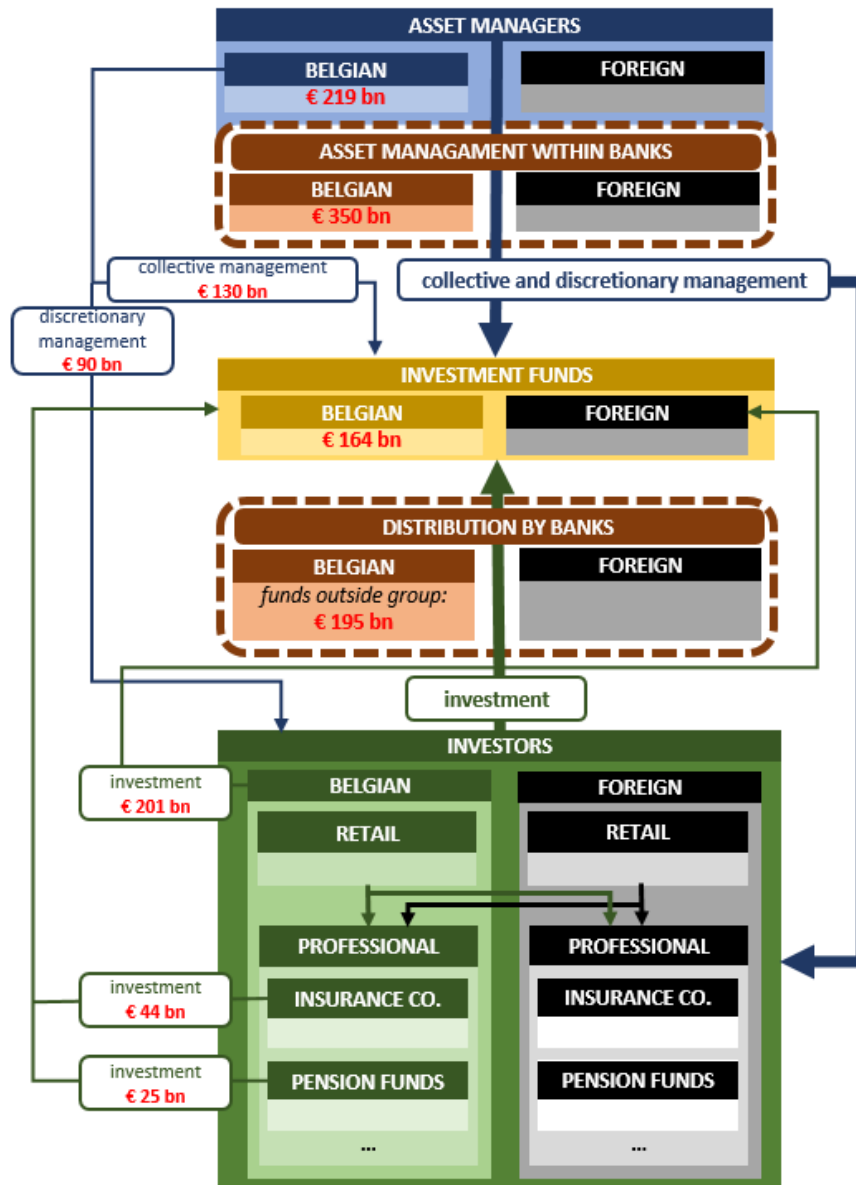 ASSET MANAGERS
BELGIAN
€ 219 bn
FOREIGN
ASSET MANAGAMENT WITHIN BANKS
BELGIAN
€ 350 bn
FOREIGN
collective management
€ 130 bn
collective and discretionary management
discretionary
management
€ 90 bn
INVESTMENT FUNDS
BELGIAN
€ 164 bn
FOREIGN
DISTRIBUTION BY BANKS
BELGIAN
funds outside group:
€ 195 bn
FOREIGN
investment
INVESTORS
investment
€ 201 bn
BELGIAN
FOREIGN
RETAIL
RETAIL
PROFESSIONAL
PROFESSIONAL
investment
€ 44 bn
INSURANCE CO.
INSURANCE CO.
investment
€ 25 bn
PENSION FUNDS
PENSION FUNDS
...
...